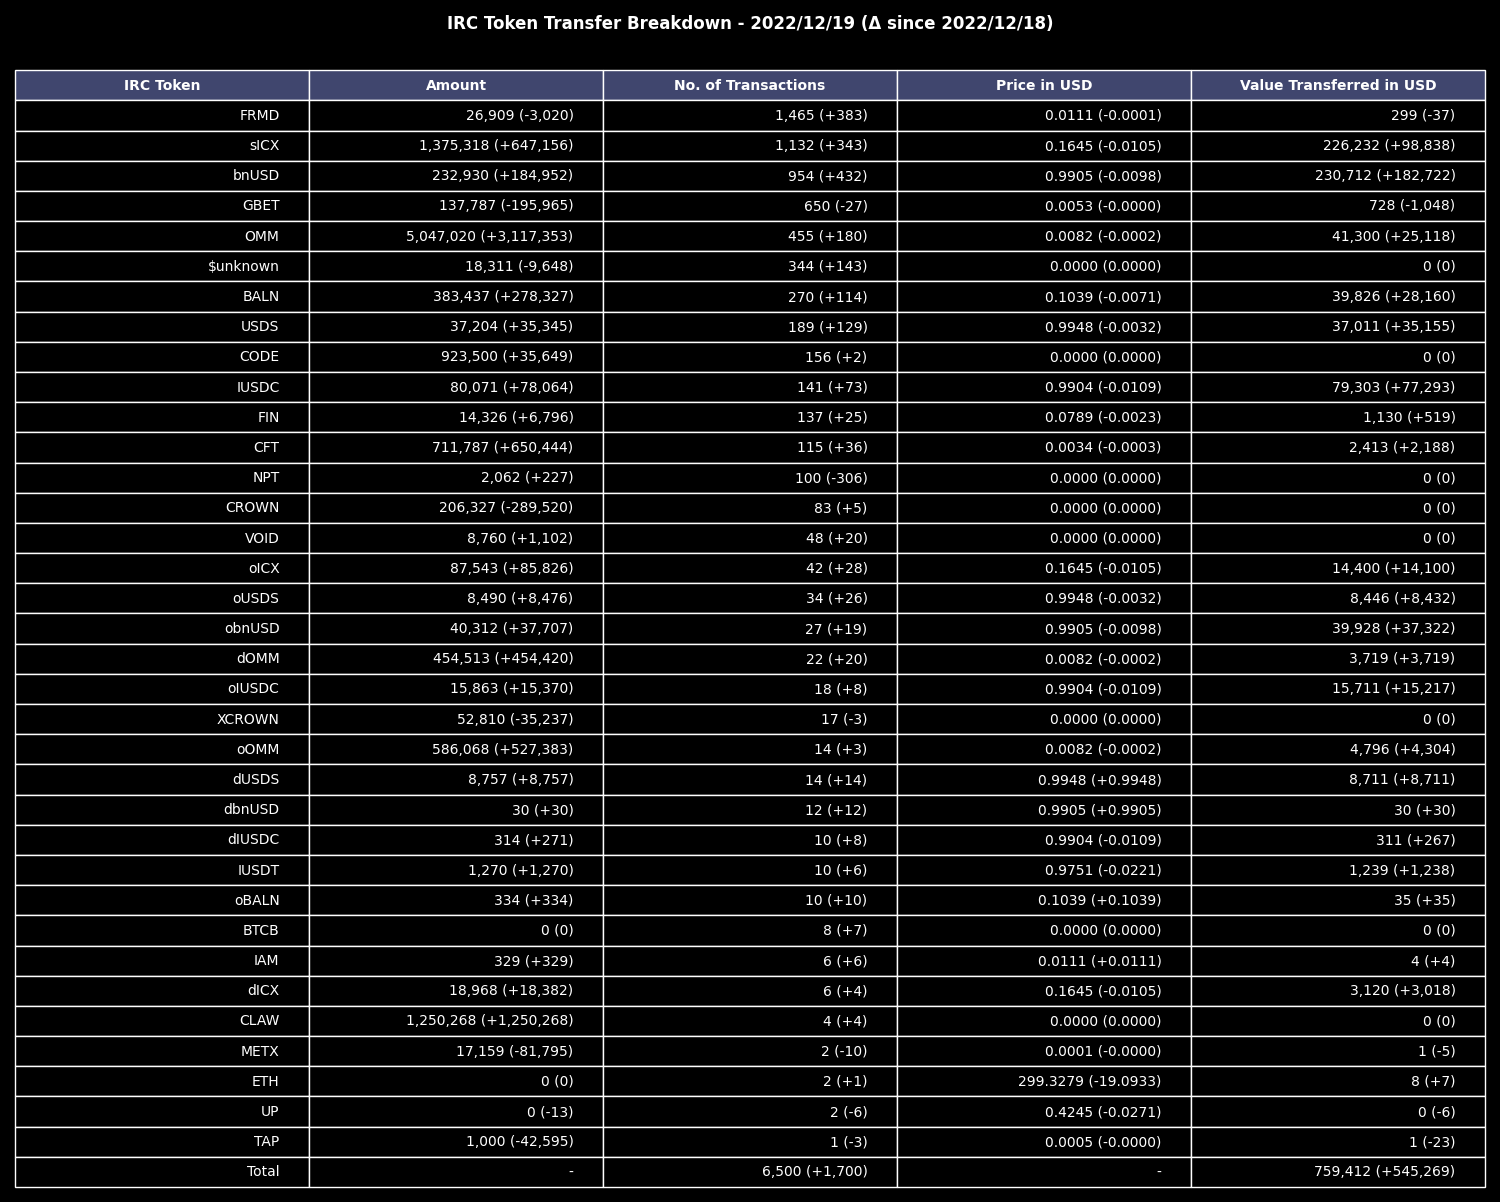 IRC Token Transfer Breakdown - 2022/12/19 (Δ since 2022/12/18)
IRC Token Amount No. of Transactions Price in USD Value Transferred in USD
FRMD 26,909 (-3,020) 1,465 (+383) 0.0111 (-0.0001) 299 (-37)
sICX 1,375,318 (+647,156) 1,132 (+343) 0.1645 (-0.0105) 226,232 (+98,838)
bnUSD 232,930 (+184,952) 954 (+432) 0.9905 (-0.0098) 230,712 (+182,722)
GBET 137,787 (-195,965) 650 (-27) 0.0053 (-0.0000) 728 (-1,048)
OMM 5,047,020 (+3,117,353) 455 (+180) 0.0082 (-0.0002) 41,300 (+25,118)
$unknown 18,311 (-9,648) 344 (+143) 0.0000 (0.0000) 0 (0)
BALN 383,437 (+278,327) 270 (+114) 0.1039 (-0.0071) 39,826 (+28,160)
USDS 37,204 (+35,345) 189 (+129) 0.9948 (-0.0032) 37,011 (+35,155)
CODE 923,500 (+35,649) 156 (+2) 0.0000 (0.0000) 0 (0)
IUSDC 80,071 (+78,064) 141 (+73) 0.9904 (-0.0109) 79,303 (+77,293)
FIN 14,326 (+6,796) 137 (+25) 0.0789 (-0.0023) 1,130 (+519)
CFT 711,787 (+650,444) 115 (+36) 0.0034 (-0.0003) 2,413 (+2,188)
NPT 2,062 (+227) 100 (-306) 0.0000 (0.0000) 0 (0)
CROWN 206,327 (-289,520) 83 (+5) 0.0000 (0.0000) 0 (0)
VOID 8,760 (+1,102) 48 (+20) 0.0000 (0.0000) 0 (0)
oICX 87,543 (+85,826) 42 (+28) 0.1645 (-0.0105) 14,400 (+14,100)
oUSDS 8,490 (+8,476) 34 (+26) 0.9948 (-0.0032) 8,446 (+8,432)
obnUSD 40,312 (+37,707) 27 (+19) 0.9905 (-0.0098) 39,928 (+37,322)
dOMM 454,513 (+454,420) 22 (+20) 0.0082 (-0.0002) 3,719 (+3,719)
oIUSDC 15,863 (+15,370) 18 (+8) 0.9904 (-0.0109) 15,711 (+15,217)
XCROWN 52,810 (-35,237) 17 (-3) 0.0000 (0.0000) 0 (0)
oOMM 586,068 (+527,383) 14 (+3) 0.0082 (-0.0002) 4,796 (+4,304)
dUSDS 8,757 (+8,757) 14 (+14) 0.9948 (+0.9948) 8,711 (+8,711)
dbnUSD 30 (+30) 12 (+12) 0.9905 (+0.9905) 30 (+30)
dIUSDC 314 (+271) 10 (+8) 0.9904 (-0.0109) 311 (+267)
IUSDT 1,270 (+1,270) 10 (+6) 0.9751 (-0.0221) 1,239 (+1,238)
oBALN 334 (+334) 10 (+10) 0.1039 (+0.1039) 35 (+35)
BTCB 0 (0) 8 (+7) 0.0000 (0.0000) 0 (0)
IAM 329 (+329) 6 (+6) 0.0111 (+0.0111) 4 (+4)
dICX 18,968 (+18,382) 6 (+4) 0.1645 (-0.0105) 3,120 (+3,018)
CLAW 1,250,268 (+1,250,268) 4 (+4) 0.0000 (0.0000) 0 (0)
METX 17,159 (-81,795) 2 (-10) 0.0001 (-0.0000) 1 (-5)
ETH 0 (0) 2 (+1) 299.3279 (-19.0933) 8 (+7)
UP 0 (-13) 2 (-6) 0.4245 (-0.0271) 0 (-6)
TAP 1,000 (-42,595) 1 (-3) 0.0005 (-0.0000) 1 (-23)
Total - 6,500 (+1,700) - 759,412 (+545,269)